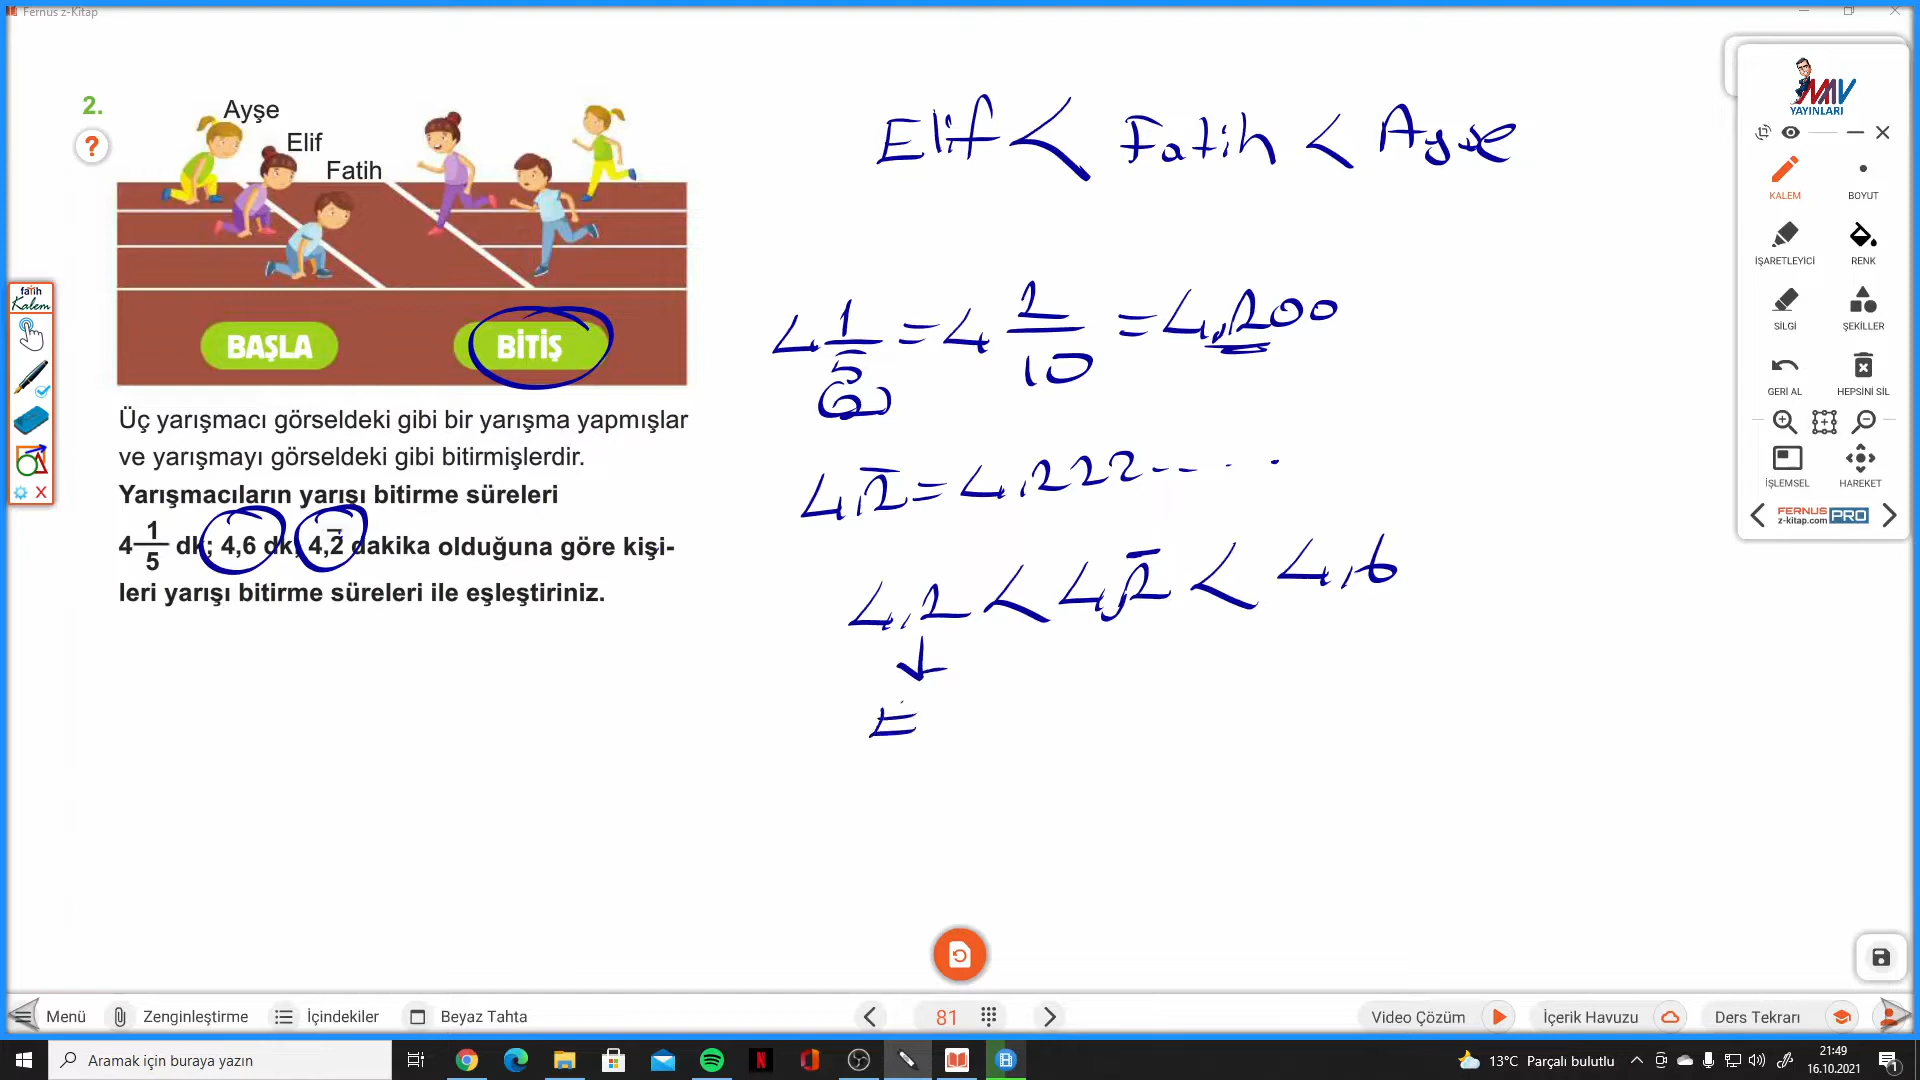 Fernus z-Kitap
2.
?
Ayşe
Elif
Fatih
BAŞLA
BİTİŞ
Üç yarışmacı görseldeki gibi bir yarışma yapmışlar
ve yarışmayı görseldeki gibi bitirmişlerdir.
Yarışmacıların yarışı bitirme süreleri
4 1/5 dk; 4,6 dk, 4,2̅ dakika olduğuna göre kişi-
leri yarışı bitirme süreleri ile eşleştiriniz.
Elif < Fatih < Ayşe
4 1/5 = 4 2/10 = 4,200
(2)
4,2̅ = 4,222-- . . .
4,2 < 4,2̅ < 4,6
↓
E
fatih
Kalem
MAV
YAYINLARI
KALEM
BOYUT
İŞARETLEYİCİ
RENK
SİLGİ
ŞEKİLLER
GERİ AL
HEPSİNİ SİL
İŞLEMSEL
HAREKET
FERNUS
z-kitap.com PRO
Menü
Zenginleştirme
İçindekiler
Beyaz Tahta
81
Video Çözüm
İçerik Havuzu
Ders Tekrarı
Aramak için buraya yazın
13°C Parçalı bulutlu
21:49
16.10.2021
1